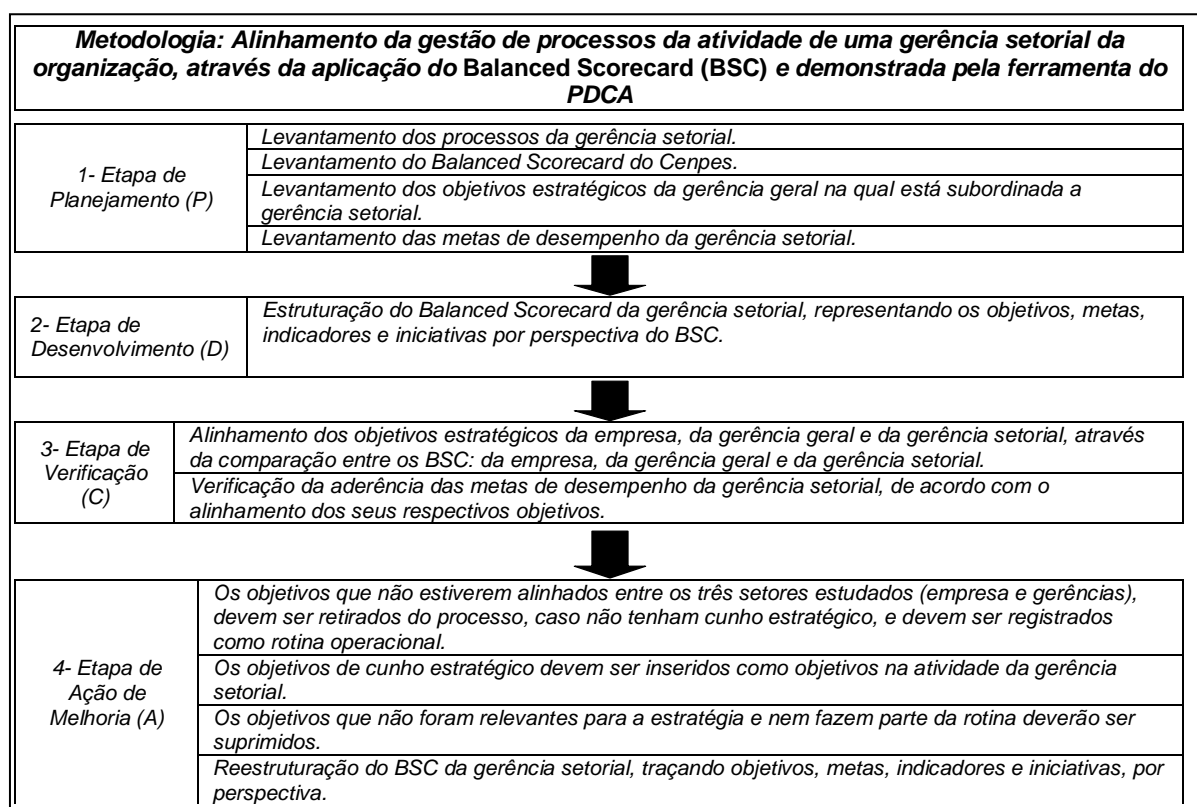 Metodologia: Alinhamento da gestão de processos da atividade de uma gerência setorial da
organização, através da aplicação do Balanced Scorecard (BSC) e demonstrada pela ferramenta do
PDCA
1- Etapa de
Planejamento (P)
Levantamento dos processos da gerência setorial.
Levantamento do Balanced Scorecard do Cenpes.
Levantamento dos objetivos estratégicos da gerência geral na qual está subordinada a
gerência setorial.
Levantamento das metas de desempenho da gerência setorial.
2- Etapa de
Desenvolvimento (D)
Estruturação do Balanced Scorecard da gerência setorial, representando os objetivos, metas,
indicadores e iniciativas por perspectiva do BSC.
3- Etapa de
Verificação
(C)
Alinhamento dos objetivos estratégicos da empresa, da gerência geral e da gerência setorial, através
da comparação entre os BSC: da empresa, da gerência geral e da gerência setorial.
Verificação da aderência das metas de desempenho da gerência setorial, de acordo com o
alinhamento dos seus respectivos objetivos.
4- Etapa de
Ação de
Melhoria (A)
Os objetivos que não estiverem alinhados entre os três setores estudados (empresa e gerências),
devem ser retirados do processo, caso não tenham cunho estratégico, e devem ser registrados
como rotina operacional.
Os objetivos de cunho estratégico devem ser inseridos como objetivos na atividade da gerência
setorial.
Os objetivos que não foram relevantes para a estratégia e nem fazem parte da rotina deverão ser
suprimidos.
Reestruturação do BSC da gerência setorial, traçando objetivos, metas, indicadores e iniciativas, por
perspectiva.